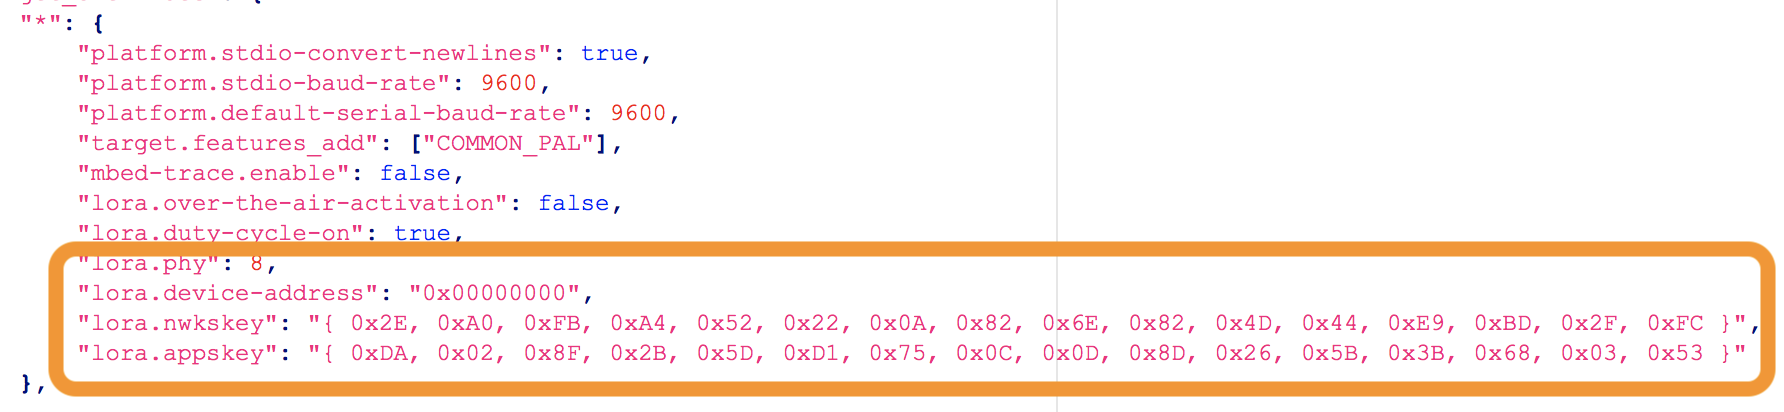 "*": {
"platform.stdio-convert-newlines": true,
"platform.stdio-baud-rate": 9600,
"platform.default-serial-baud-rate": 9600,
"target.features_add": ["COMMON_PAL"],
"mbed-trace.enable": false,
"lora.over-the-air-activation": false,
"lora.duty-cycle-on": true,
"lora.phy": 8,
"lora.device-address": "0x00000000",
"lora.nwkskey": "{ 0x2E, 0xA0, 0xFB, 0xA4, 0x52, 0x22, 0x0A, 0x82, 0x6E, 0x82, 0x4D, 0x44, 0xE9, 0xBD, 0x2F, 0xFC }",
"lora.appskey": "{ 0xDA, 0x02, 0x8F, 0x2B, 0x5D, 0xD1, 0x75, 0x0C, 0x0D, 0x8D, 0x26, 0x5B, 0x3B, 0x68, 0x03, 0x53 }"
},